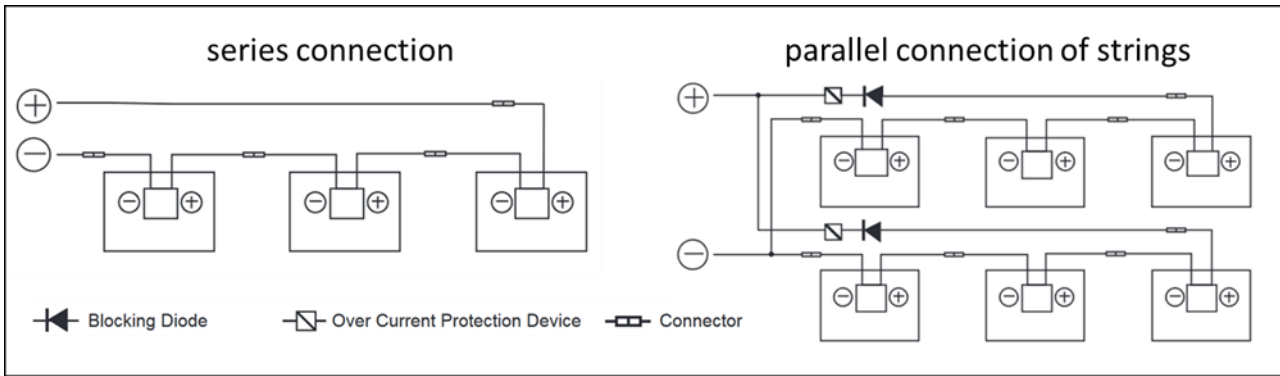 series connection
parallel connection of strings
+
−
− +
− +
− +
+
−
− +
− +
− +
− +
− +
− +
Blocking Diode
Over Current Protection Device
Connector